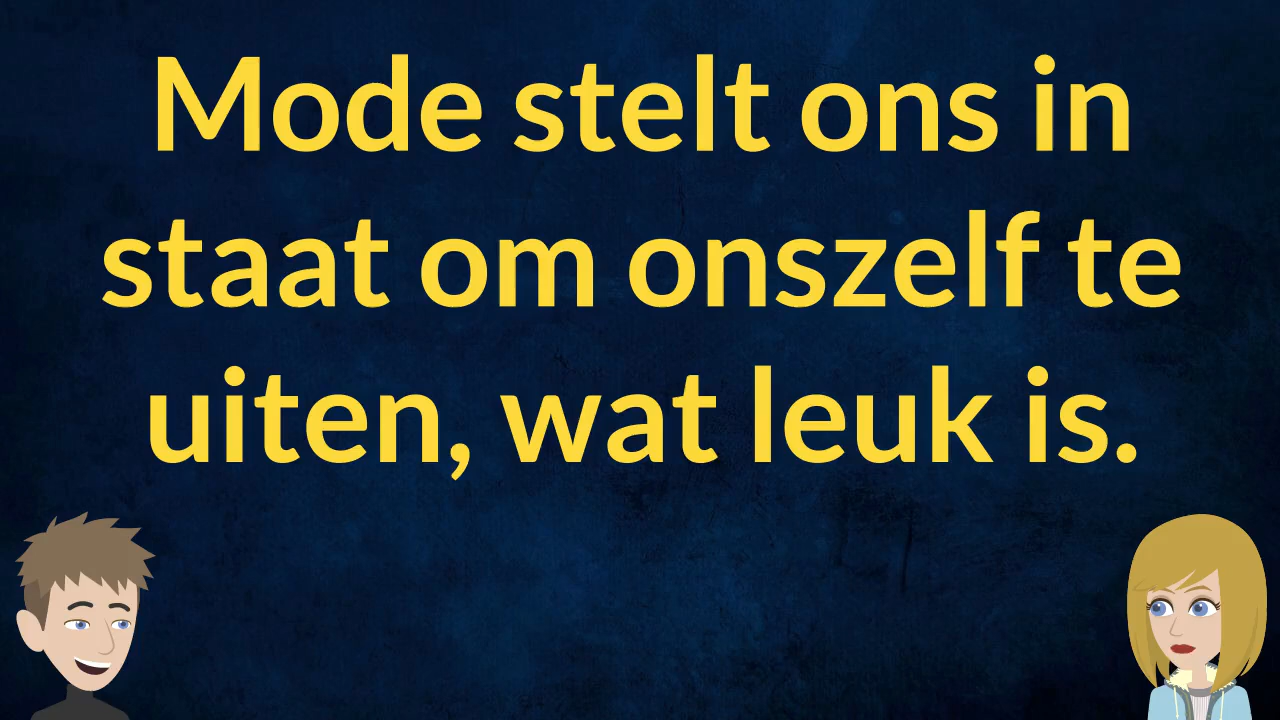 Mode stelt ons in
staat om onszelf te
uiten, wat leuk is.